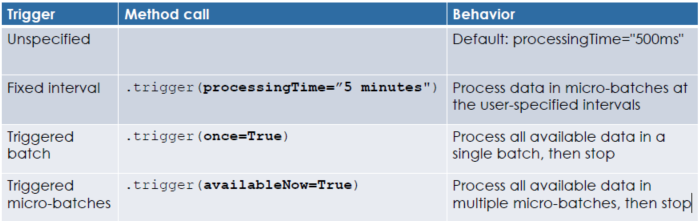 Trigger Method call Behavior
Unspecified Default: processingTime="500ms"
Fixed interval .trigger(processingTime=”5 minutes") Process data in micro-batches at
the user-specified intervals
Triggered .trigger(once=True) Process all available data in a
batch single batch, then stop
Triggered .trigger(availableNow=True) Process all available data in
micro-batches multiple micro-batches, then stop